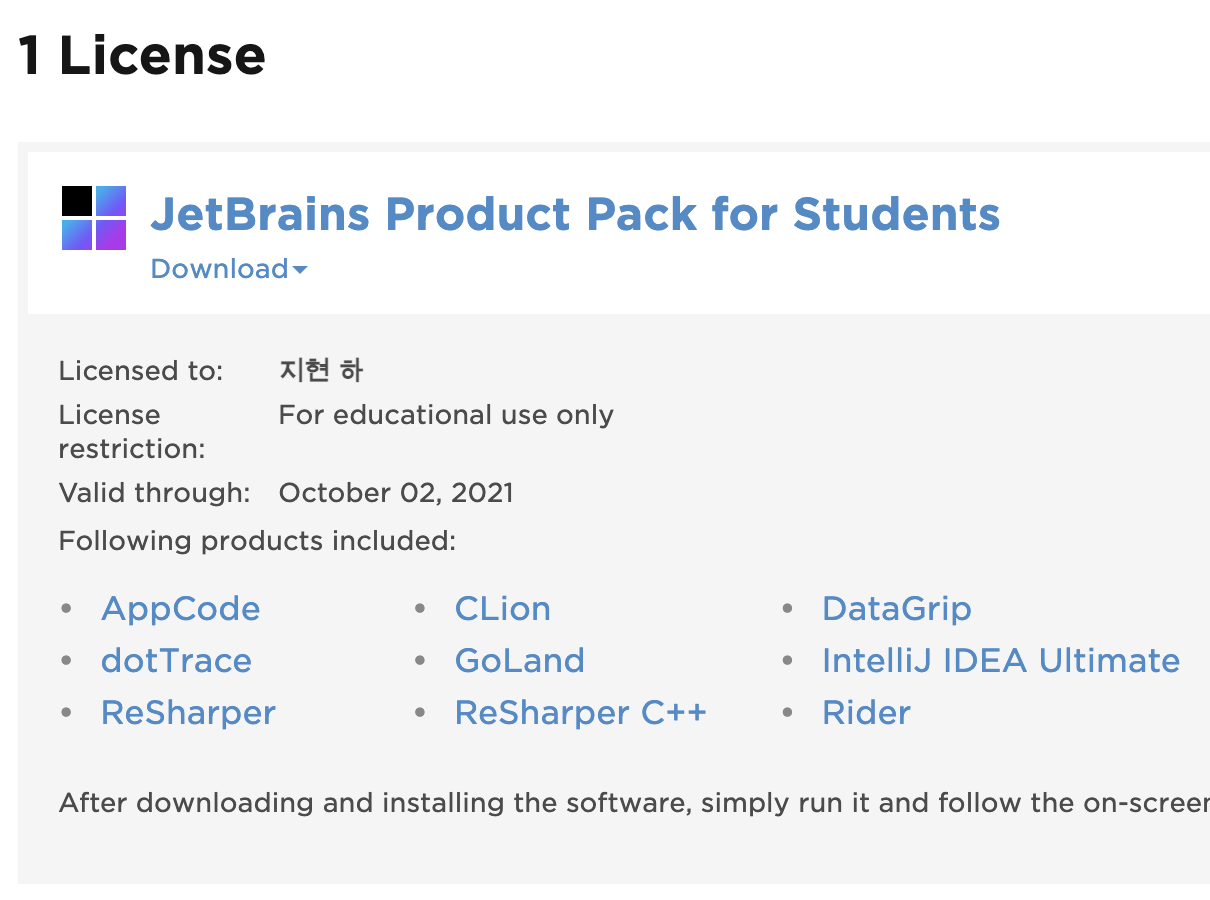 1 License
JetBrains Product Pack for Students
Download
Licensed to: 지현 하
License restriction: For educational use only
Valid through: October 02, 2021
Following products included:
• AppCode • CLion • DataGrip
• dotTrace • GoLand • IntelliJ IDEA Ultimate
• ReSharper • ReSharper C++ • Rider
After downloading and installing the software, simply run it and follow the on-screen